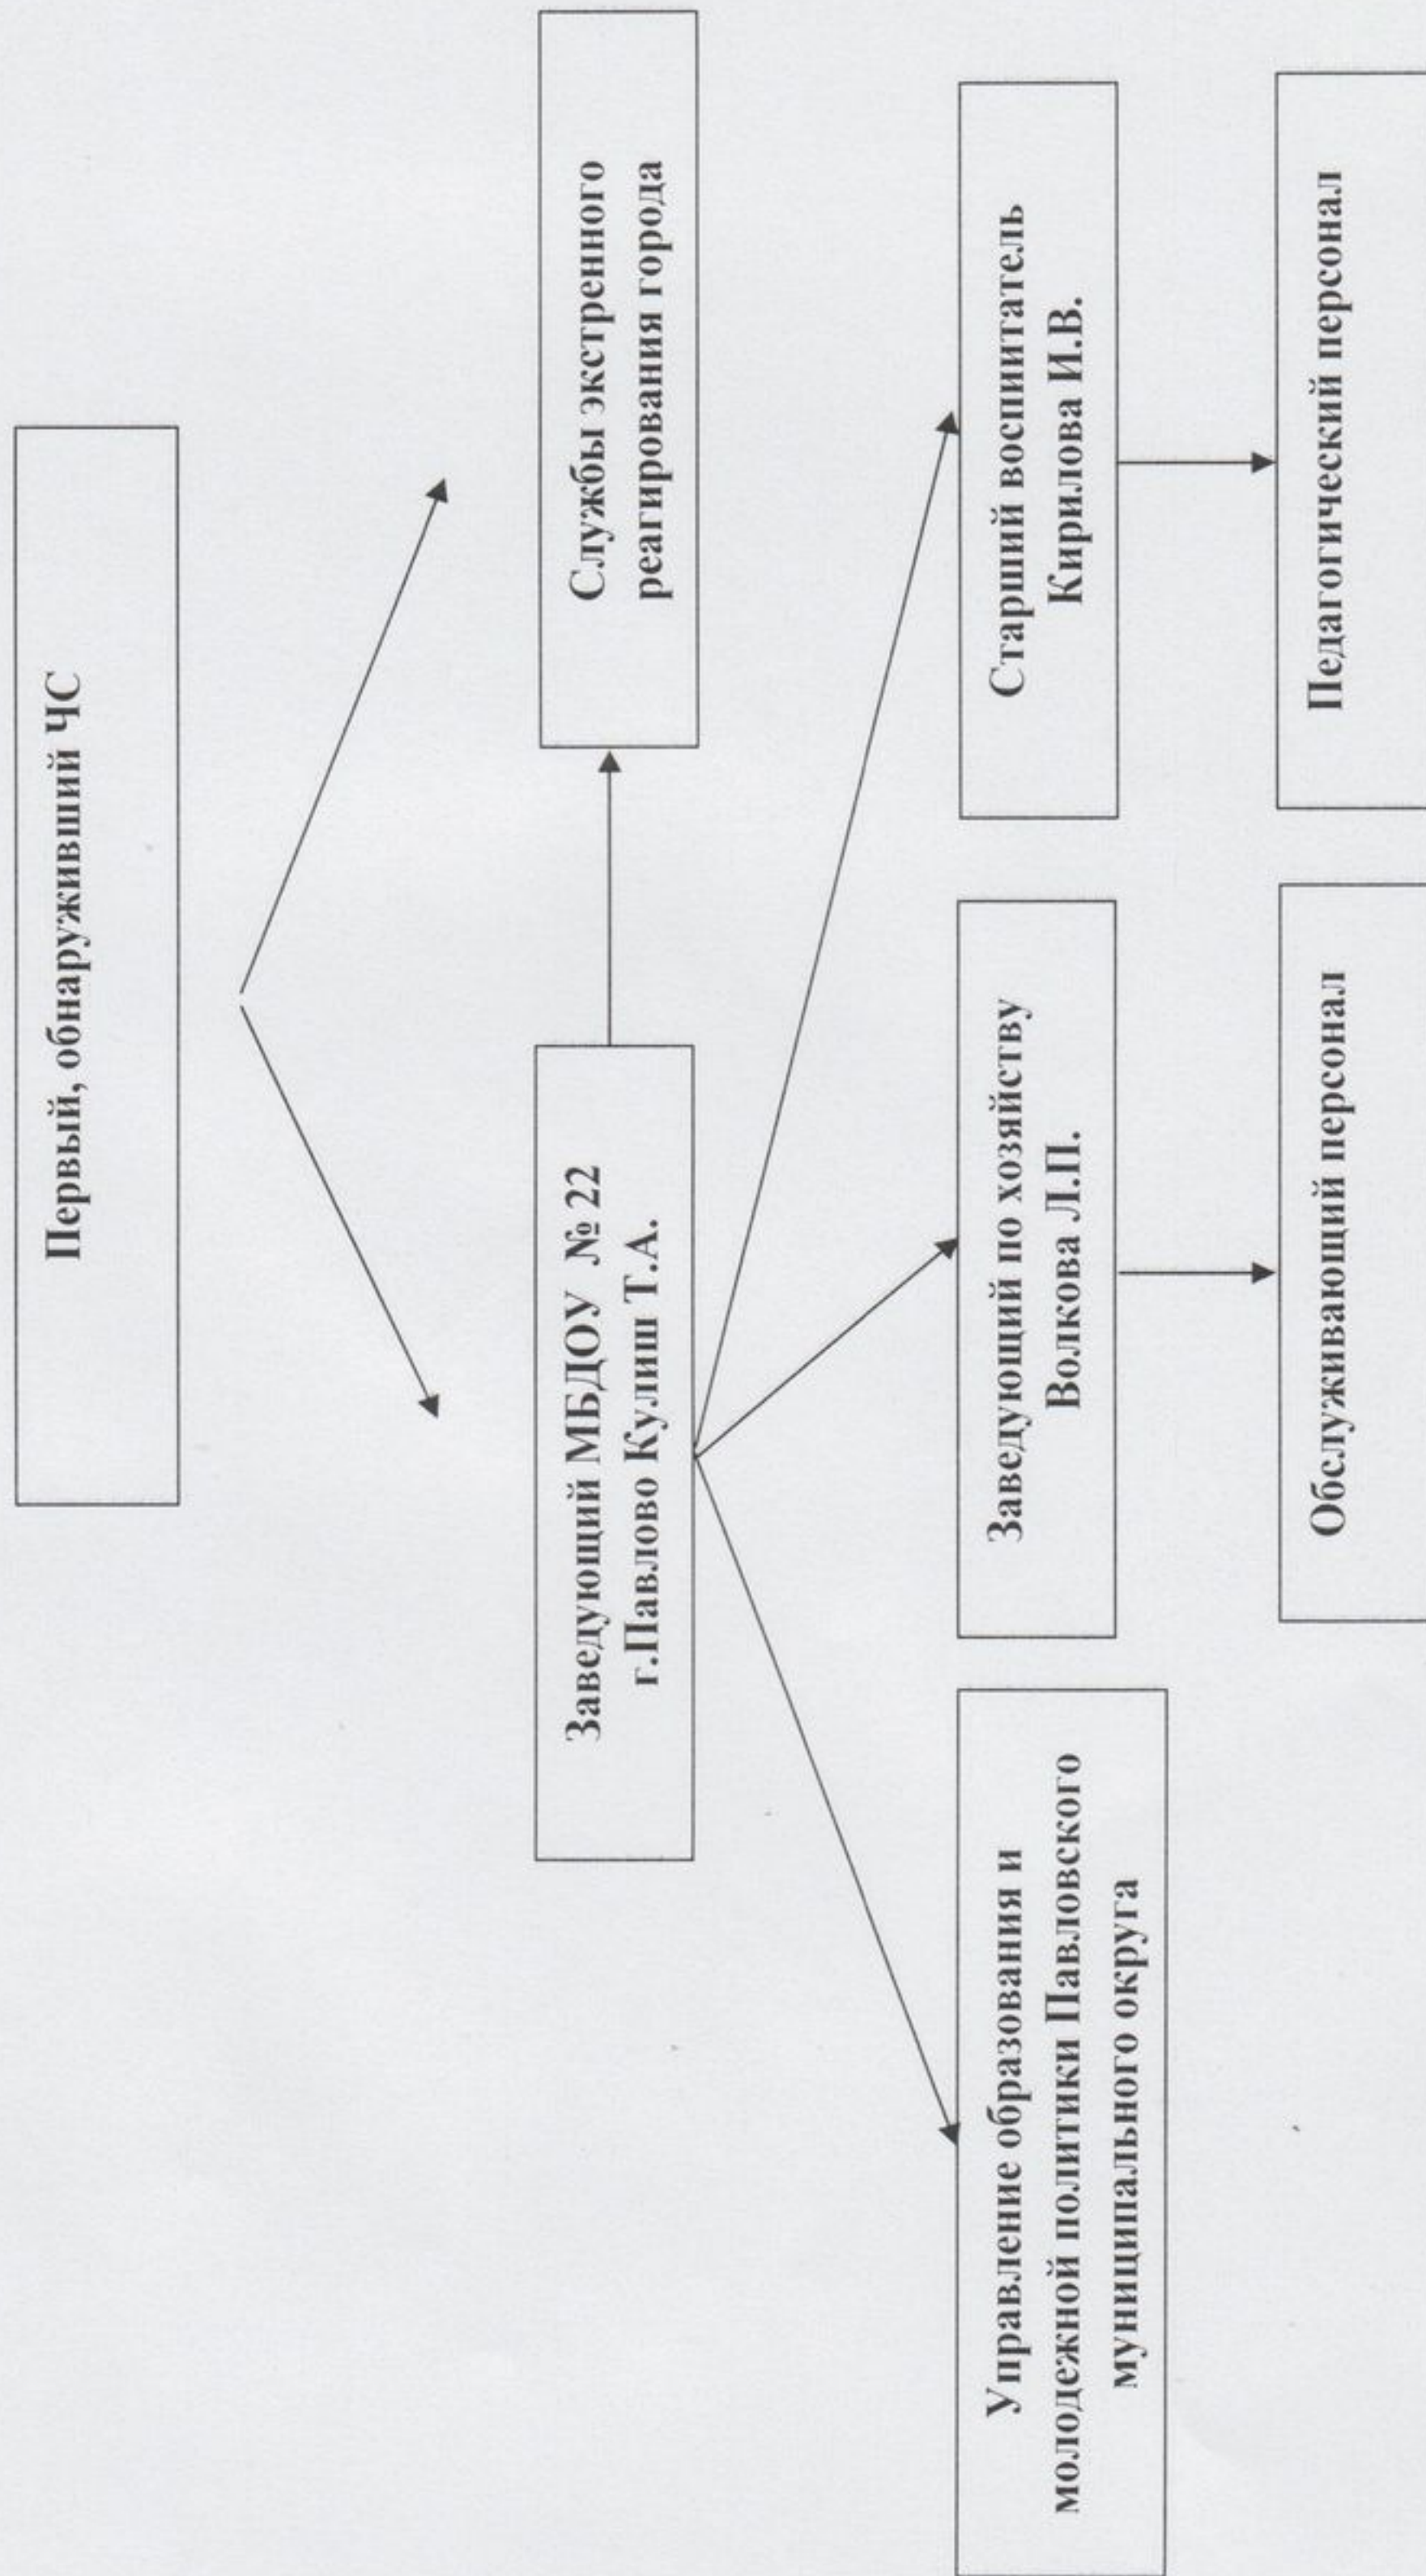 Первый, обнаруживший ЧС
Заведующий МБДОУ № 22
г.Павлово Кулиш Т.А.
Службы экстренного
реагирования города
Управление образования и
молодежной политики Павловского
муниципального округа
Заведующий по хозяйству
Волкова Л.П.
Старший воспитатель
Кирилова И.В.
Обслуживающий персонал
Педагогический персонал